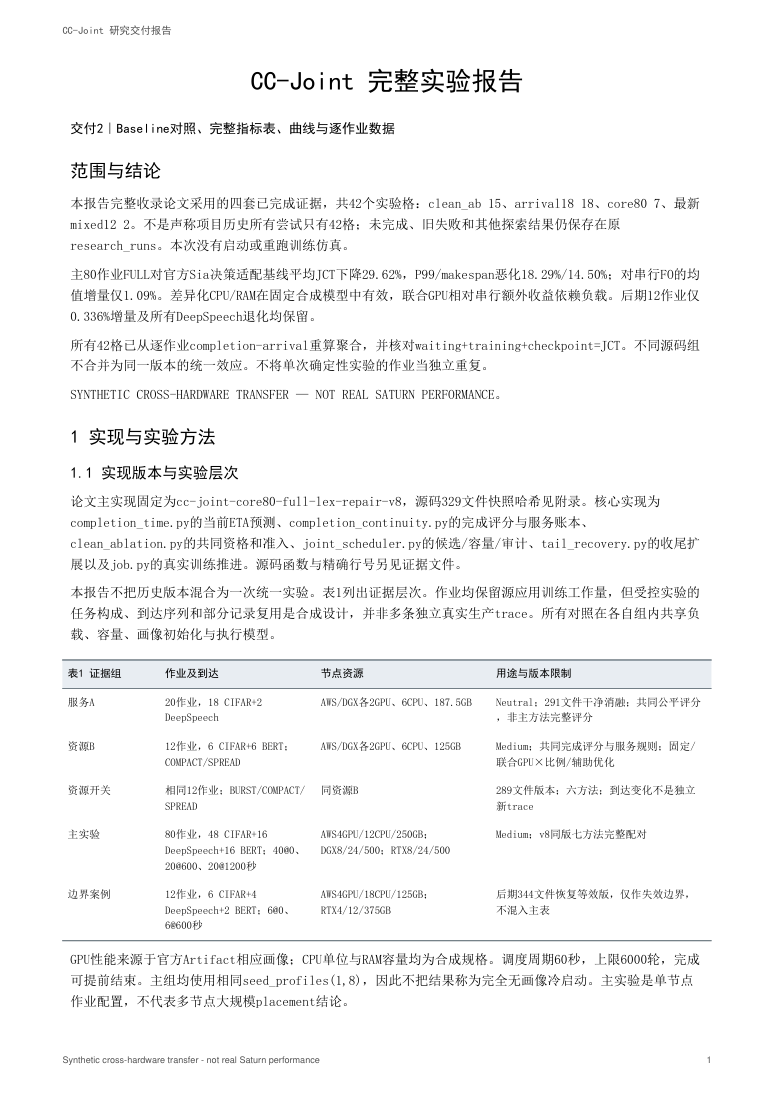 CC-Joint 研究交付报告
CC-Joint 完整实验报告
交付2｜Baseline对照、完整指标表、曲线与逐作业数据
范围与结论
本报告完整收录论文采用的四套已完成证据，共42个实验格：clean_ab 15、arrival18 18、core80 7、最新
mixed12 2。不是声称项目历史所有尝试只有42格；未完成、旧失败和其他探索结果仍保存在原
research_runs。本次没有启动或重跑训练仿真。
主80作业FULL对官方Sia决策适配基线平均JCT下降29.62%，P99/makespan恶化18.29%/14.50%；对串行FO的均
值增量仅1.09%。差异化CPU/RAM在固定合成模型中有效，联合GPU相对串行额外收益依赖负载。后期12作业仅
0.336%增量及所有DeepSpeech退化均保留。
所有42格已从逐作业completion-arrival重算聚合，并核对waiting+training+checkpoint=JCT。不同源码组
不合并为同一版本的统一效应。不将单次确定性实验的作业当独立重复。
SYNTHETIC CROSS-HARDWARE TRANSFER — NOT REAL SATURN PERFORMANCE。
1 实现与实验方法
1.1 实现版本与实验层次
论文主实现固定为cc-joint-core80-full-lex-repair-v8，源码329文件快照哈希见附录。核心实现为
completion_time.py的当前ETA预测、completion_continuity.py的完成评分与服务账本、
clean_ablation.py的共同资格和准入、joint_scheduler.py的候选/容量/审计、tail_recovery.py的收尾扩
展以及job.py的真实训练推进。源码函数与精确行号另见证据文件。
本报告不把历史版本混合为一次统一实验。表1列出证据层次。作业均保留源应用训练工作量，但受控实验的
任务构成、到达序列和部分记录复用是合成设计，并非多条独立真实生产trace。所有对照在各自组内共享负
载、容量、画像初始化与执行模型。
表1 证据组 作业及到达 节点资源 用途与版本限制
服务A 20作业，18 CIFAR+2 AWS/DGX各2GPU、6CPU、187.5GB Neutral；291文件干净消融；共同公平评分
DeepSpeech ，非主方法完整评分
资源B 12作业，6 CIFAR+6 BERT； AWS/DGX各2GPU、6CPU、125GB Medium；共同完成评分与服务规则；固定/
COMPACT/SPREAD 联合GPU×比例/辅助优化
资源开关 相同12作业；BURST/COMPACT/ 同资源B 289文件版本；六方法；到达变化不是独立
SPREAD 新trace
主实验 80作业，48 CIFAR+16 AWS4GPU/12CPU/250GB； Medium；v8同版七方法完整配对
DeepSpeech+16 BERT；40@0、 DGX8/24/500；RTX8/24/500
20@600、20@1200秒
边界案例 12作业，6 CIFAR+4 AWS4GPU/18CPU/125GB； 后期344文件恢复等效版，仅作失效边界，
DeepSpeech+2 BERT；6@0、 RTX4/12/375GB 不混入主表
6@600秒
GPU性能来源于官方Artifact相应画像；CPU单位与RAM容量均为合成规格。调度周期60秒，上限6000轮，完成
可提前结束。主组均使用相同seed_profiles(1,8)，因此不把结果称为完全无画像冷启动。主实验是单节点
作业配置，不代表多节点大规模placement结论。
Synthetic cross-hardware transfer - not real Saturn performance 1